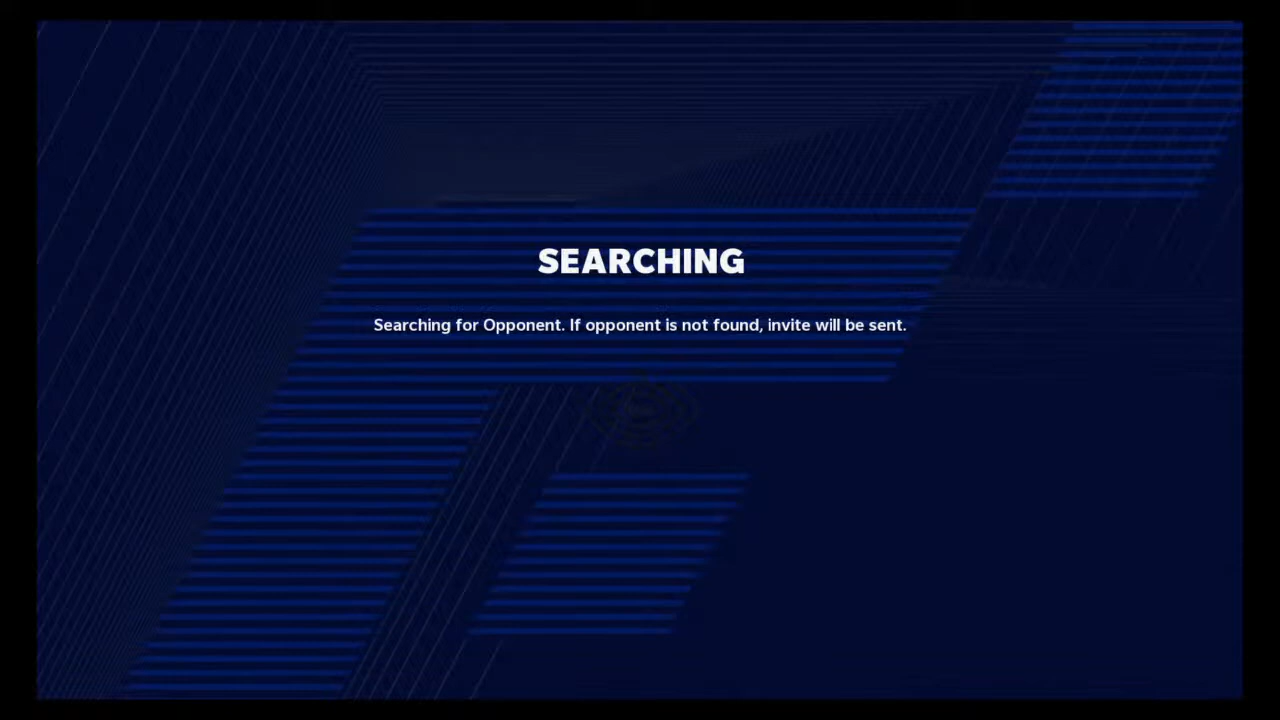 SEARCHING
Searching for Opponent. If opponent is not found, invite will be sent.